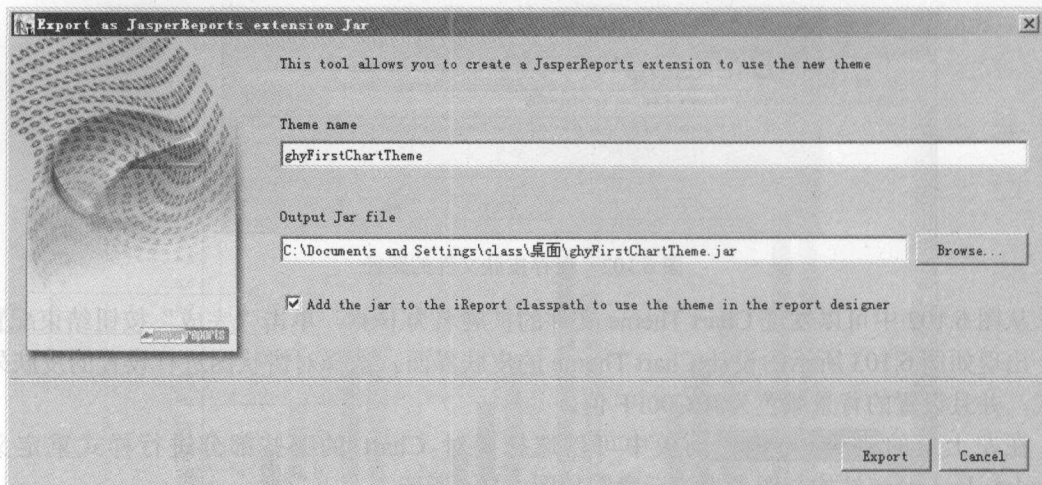 Export as JasperReports extension Jar
This tool allows you to create a JasperReports extension to use the new theme
Theme name
ghyFirstChartTheme
Output Jar file
C:\Documents and Settings\class\桌面\ghyFirstChartTheme.jar
Browse...
Add the jar to the iReport classpath to use the theme in the report designer
jasperreports
Export
Cancel